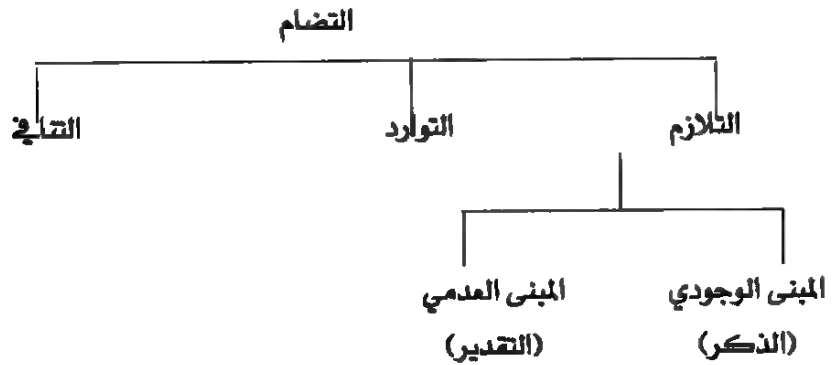 التضام
التلازم التوارد التنافي
المبنى الوجودي المبنى العدمي
(الذكر) (التقدير)